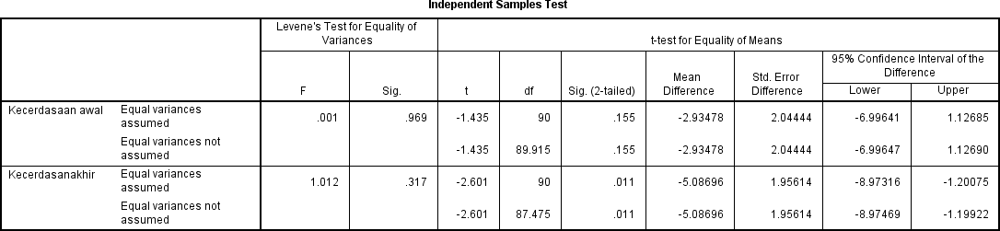 Independent Samples Test
Levene's Test for Equality of Variances
t-test for Equality of Means
F
Sig.
t
df
Sig. (2-tailed)
Mean Difference
Std. Error Difference
95% Confidence Interval of the Difference
Lower
Upper
Kecerdasaan awal Equal variances assumed .001 .969 -1.435 90 .155 -2.93478 2.04444 -6.99641 1.12685
Equal variances not assumed -1.435 89.915 .155 -2.93478 2.04444 -6.99647 1.12690
Kecerdasanakhir Equal variances assumed 1.012 .317 -2.601 90 .011 -5.08696 1.95614 -8.97316 -1.20075
Equal variances not assumed -2.601 87.475 .011 -5.08696 1.95614 -8.97469 -1.19922